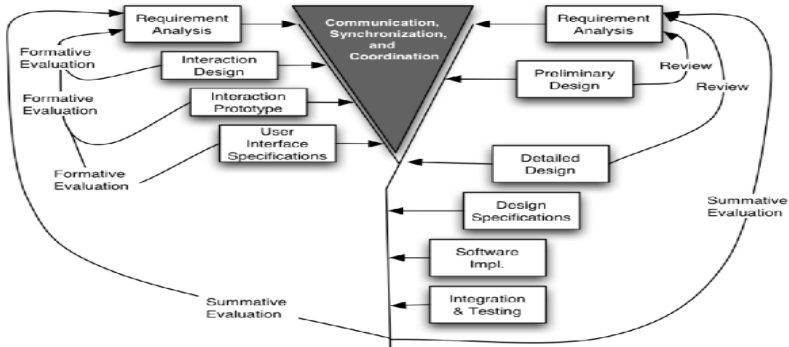 Requirement
Analysis
Communication,
Synchronization,
and
Coordination
Requirement
Analysis
Formative
Evaluation
Interaction
Design
Review
Preliminary
Design
Review
Formative
Evaluation
Interaction
Prototype
User
Interface
Specifications
Formative
Evaluation
Detailed
Design
Design
Specifications
Summative
Evaluation
Software
Impl.
Integration
& Testing
Summative
Evaluation